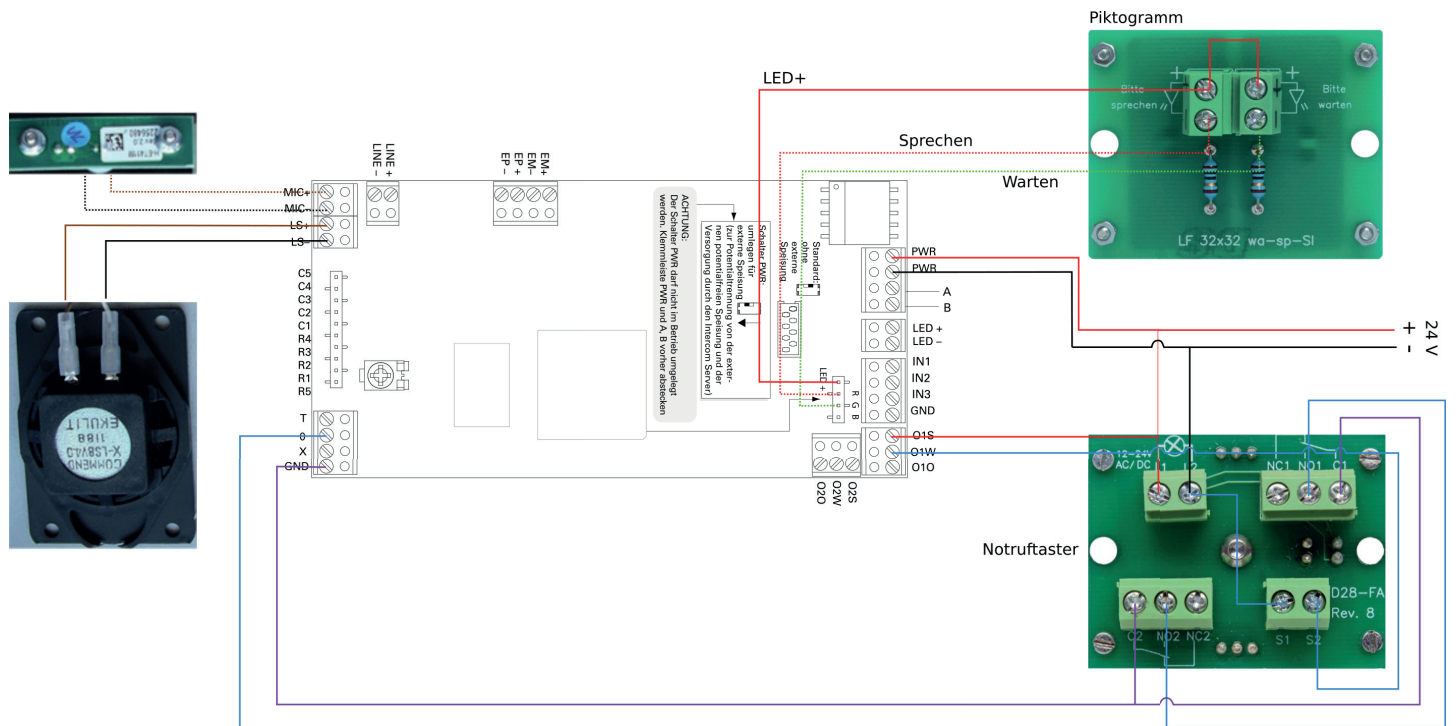 Piktogramm
LED+
Bitte
sprechen
Bitte
warten
Sprechen
Warten
LF 32x32 wa-sp-SI
Rev 2.0
LINE -
LINE +
EP -
EP +
EM-
EM+
MIC+
MIC-
LS+
LS-
C5
C4
C3
C2
C1
R4
R3
R2
R1
R5
T
0
X
GND
ACHTUNG:
Der Schalter PWR darf nicht im Betrieb umgelegt
werden. Klemmleiste PWR und A, B vorher abstecken
Schalter PWR:
umlegen für
externe Speisung
(zur Potentialtrennung von der exter-
nen potentialfreien Speisung und der
Versorgung durch den Intercom Server)
Standard:
ohne
externe
Speisung
LED +
R
G
B
PWR
PWR
A
B
LED +
LED -
IN1
IN2
IN3
GND
O1S
O1W
O1O
O2O
O2W
O2S
+
-
24 V
COMMEND
X-LS8V4.0
1188
EKULIT
Notruftaster
12-24V
AC/DC
L1
L2
NC1
NO1
C1
C2
NO2
NC2
S1
S2
D28-FA
Rev. 8